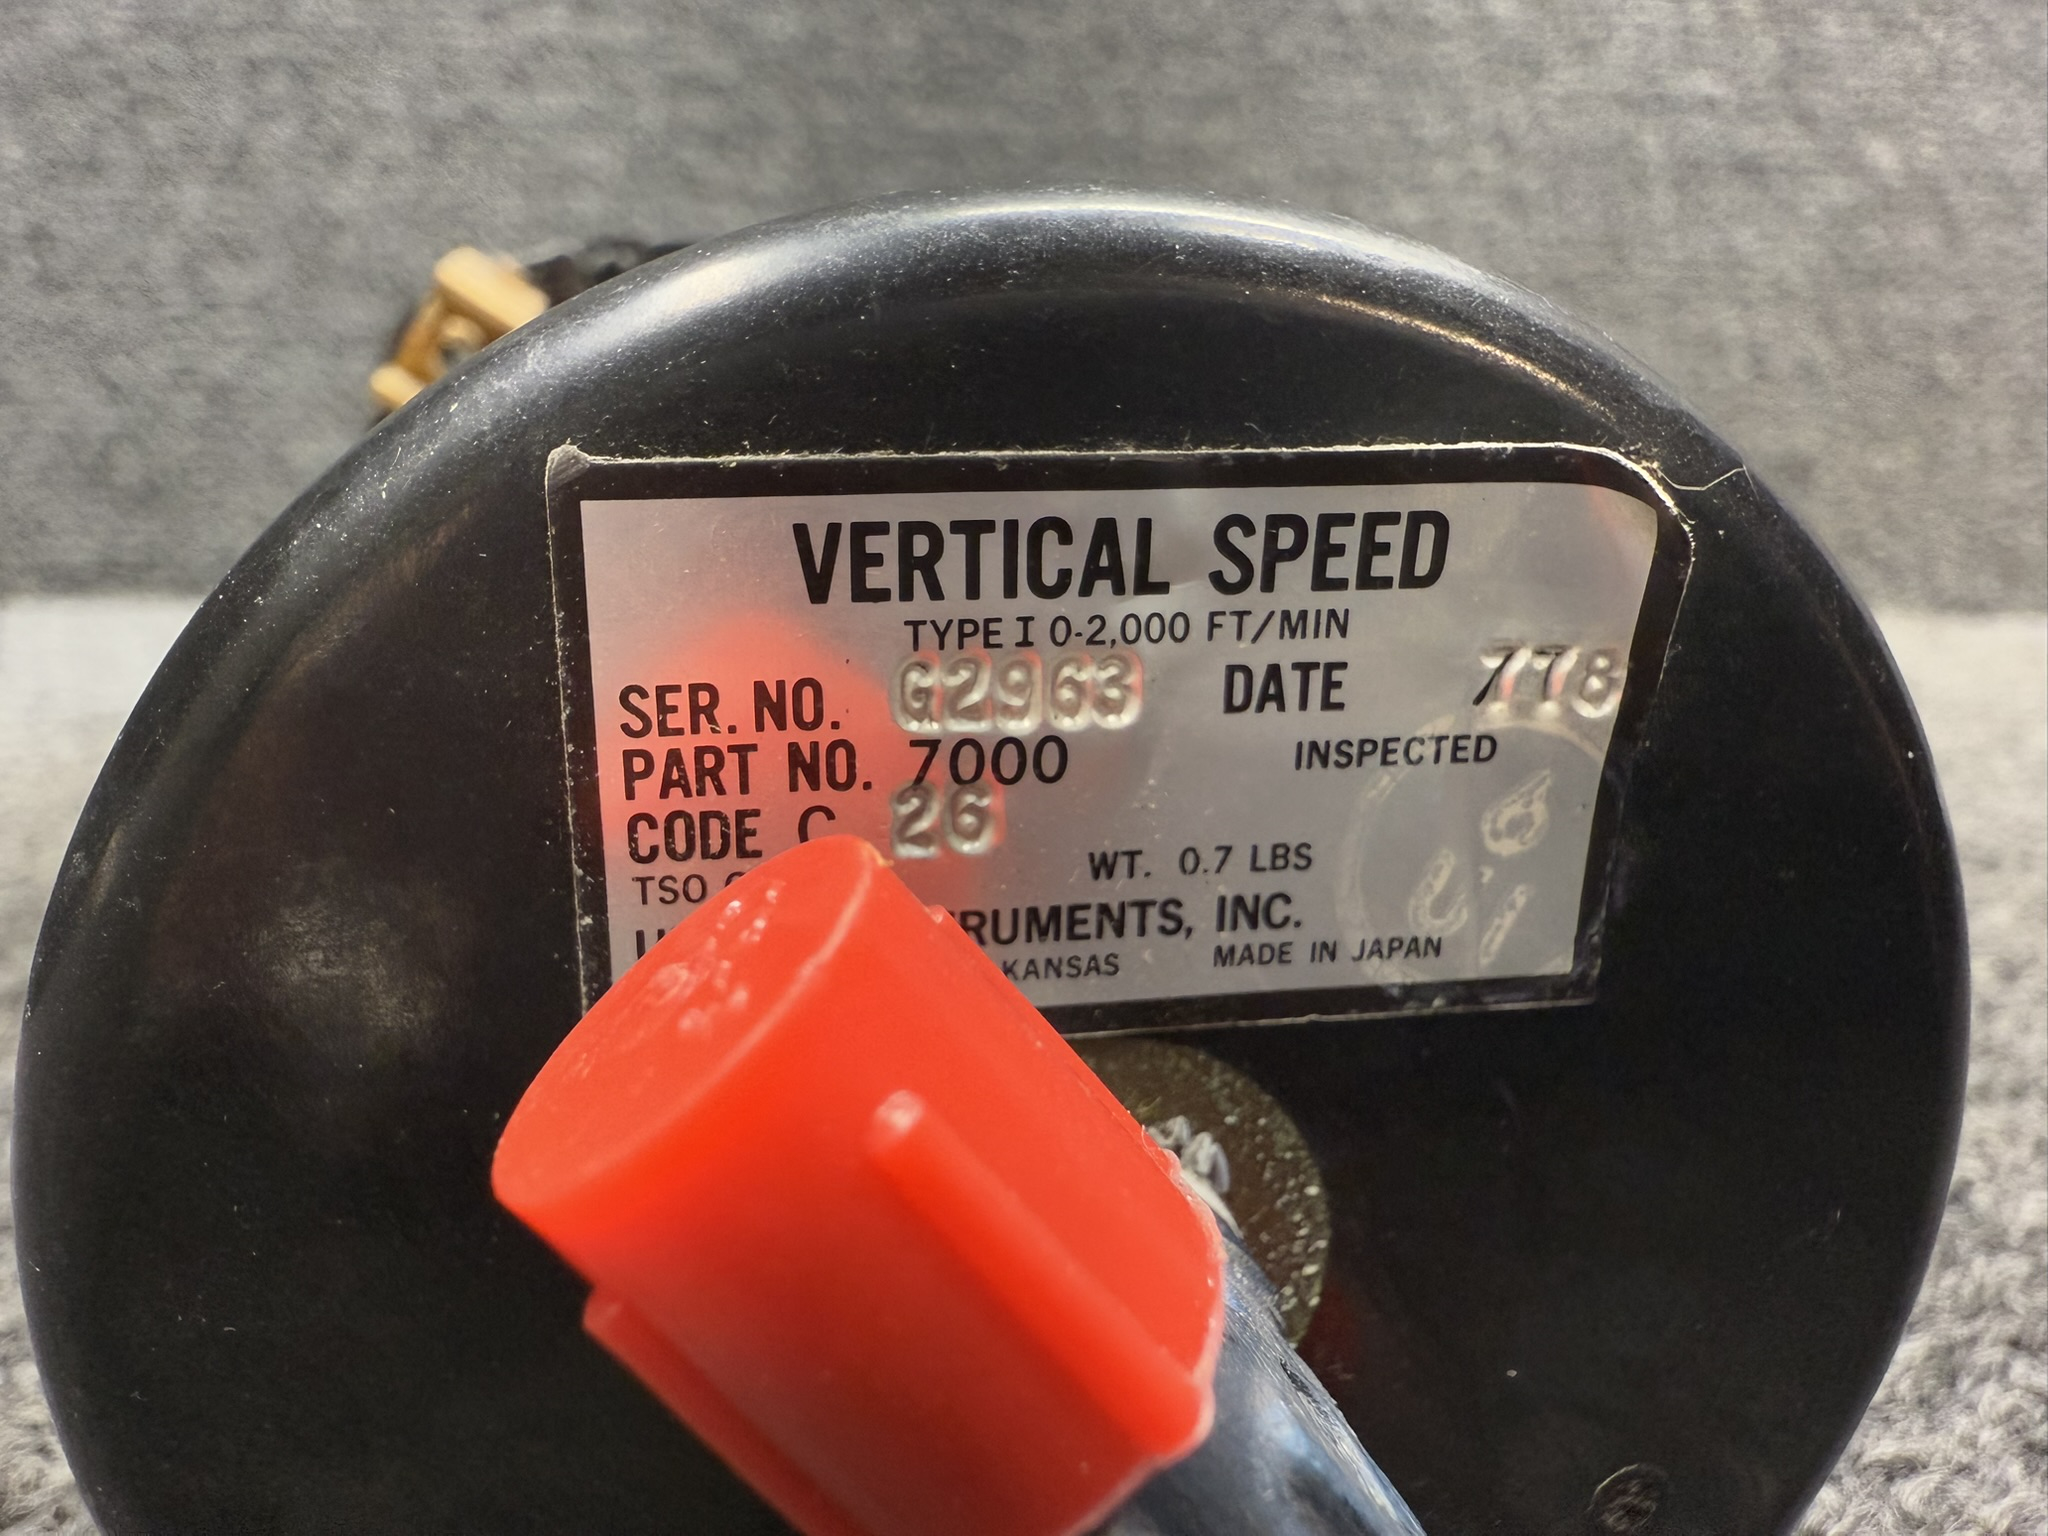 VERTICAL SPEED
TYPE I 0-2,000 FT/MIN
SER. NO. G2963 DATE 778
PART NO. 7000 INSPECTED
CODE C 26
TSO WT. 0.7 LBS
INC.
KANSAS MADE IN JAPAN